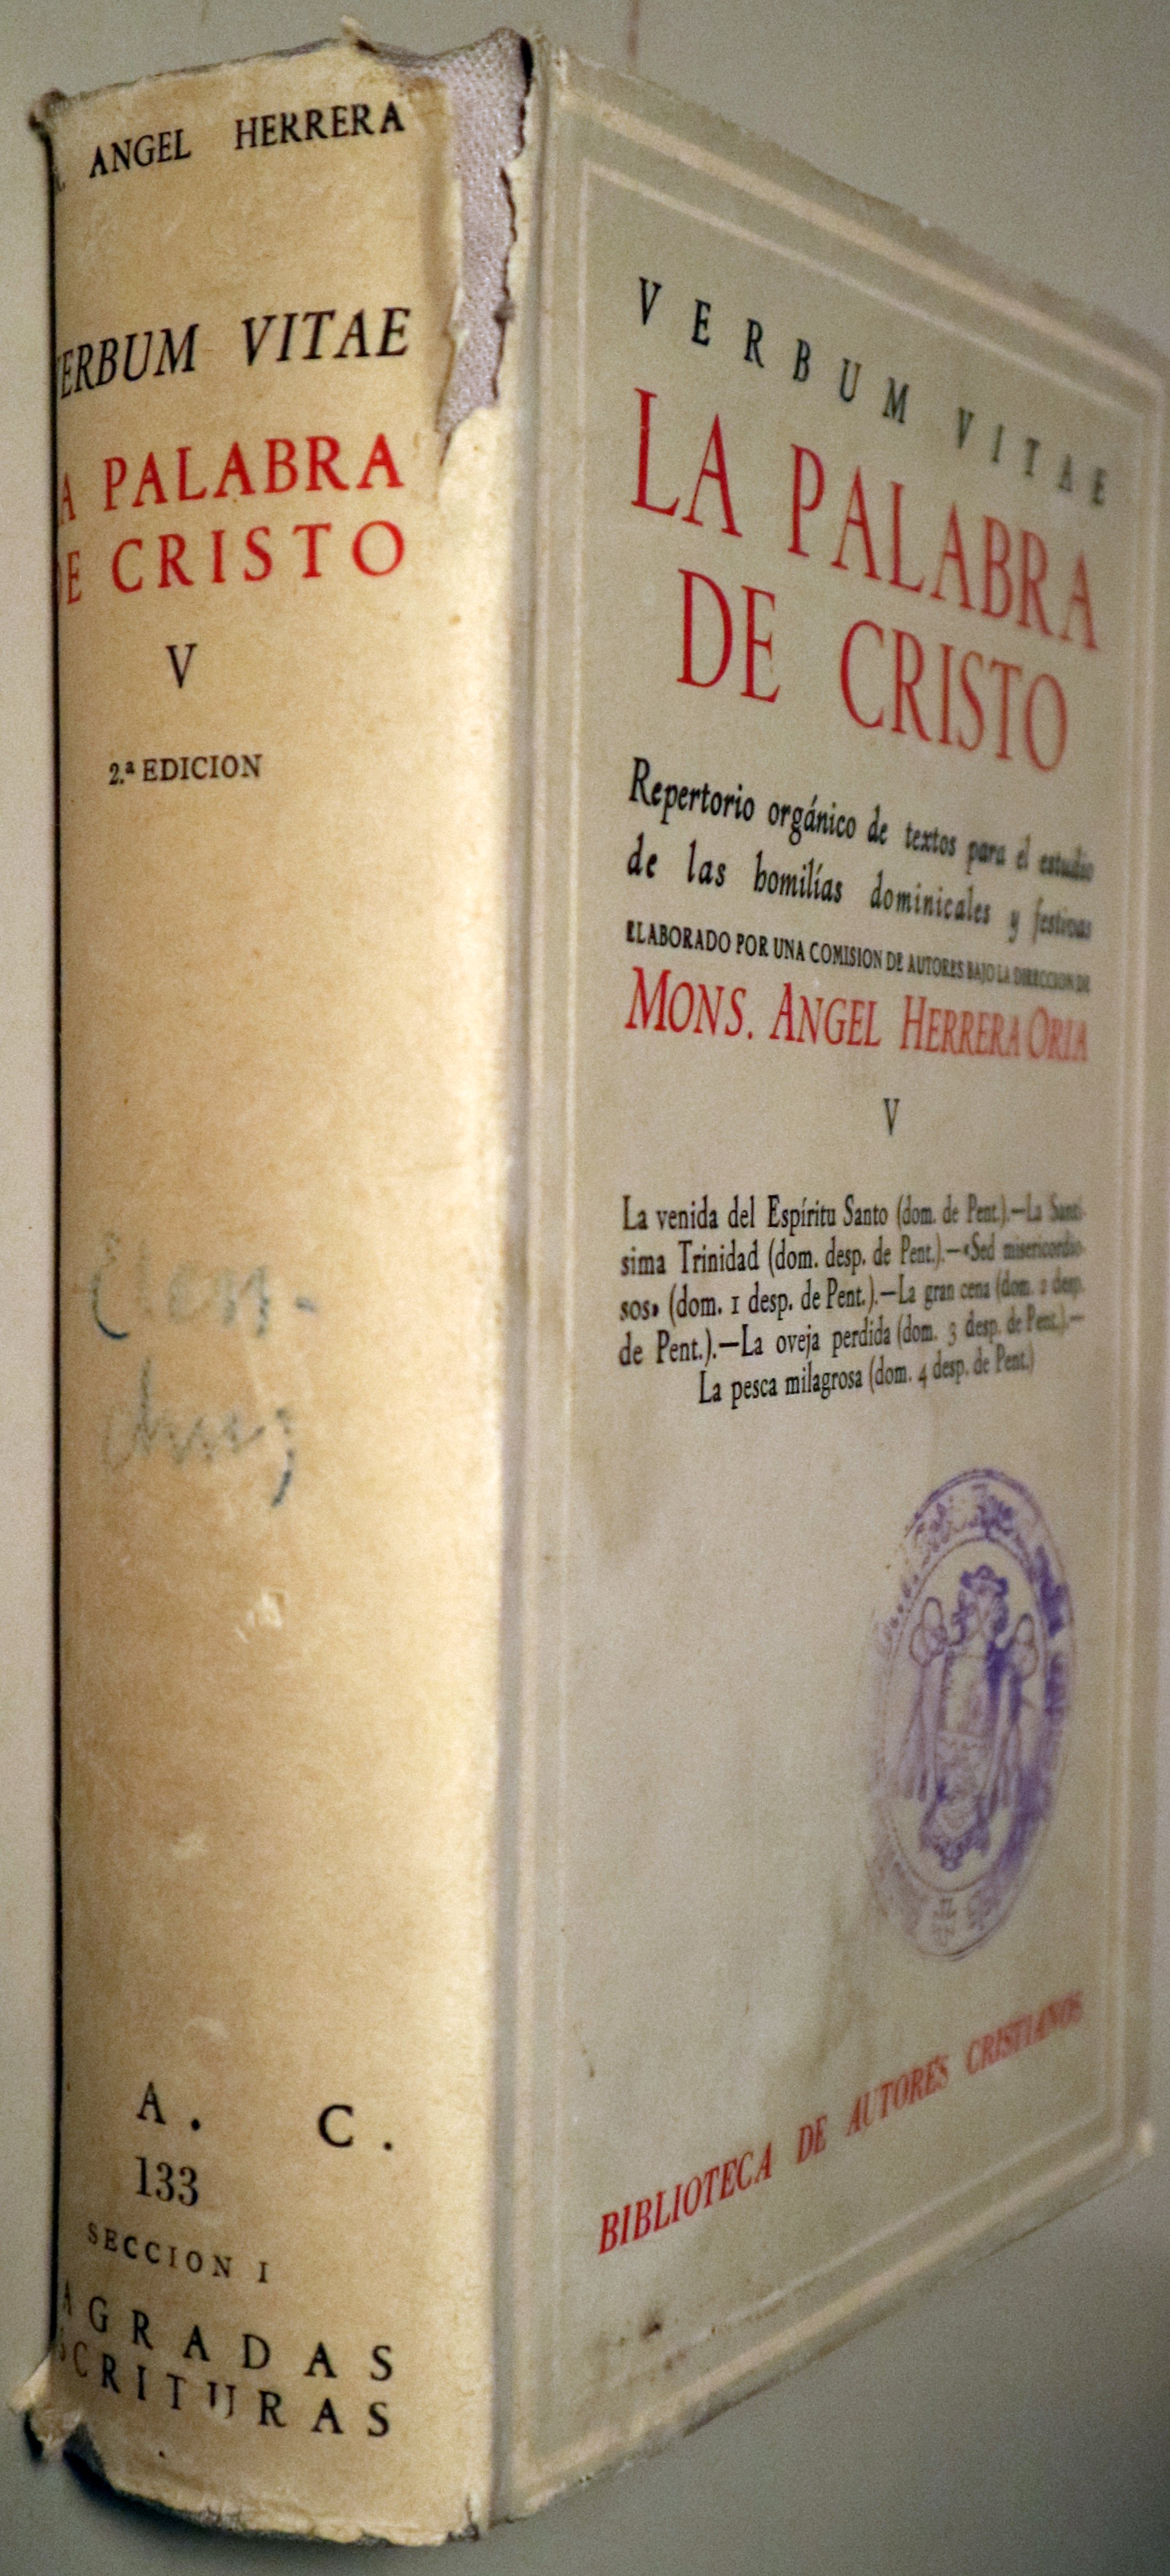 ANGEL HERRERA
ERBUM VITAE
A PALABRA
E CRISTO
V
2.ª EDICION
A. C.
133
SECCION I
AGRADAS
SCRITURAS
VERBUM VITAE
LA PALABRA
DE CRISTO
Repertorio orgánico de textos para el estudio
de las homilías dominicales y festivas
ELABORADO POR UNA COMISION DE AUTORES BAJO LA DIRECCION DE
MONS. ANGEL HERRERA ORIA
V
La venida del Espíritu Santo (dom. de Pent.).—La Santí-
sima Trinidad (dom. desp. de Pent.).—«Sed misericordio-
sos» (dom. 1 desp. de Pent.).—La gran cena (dom. 2 desp.
de Pent.).—La oveja perdida (dom. 3 desp. de Pent.).—
La pesca milagrosa (dom. 4 desp. de Pent.)
BIBLIOTECA DE AUTORES CRISTIANOS